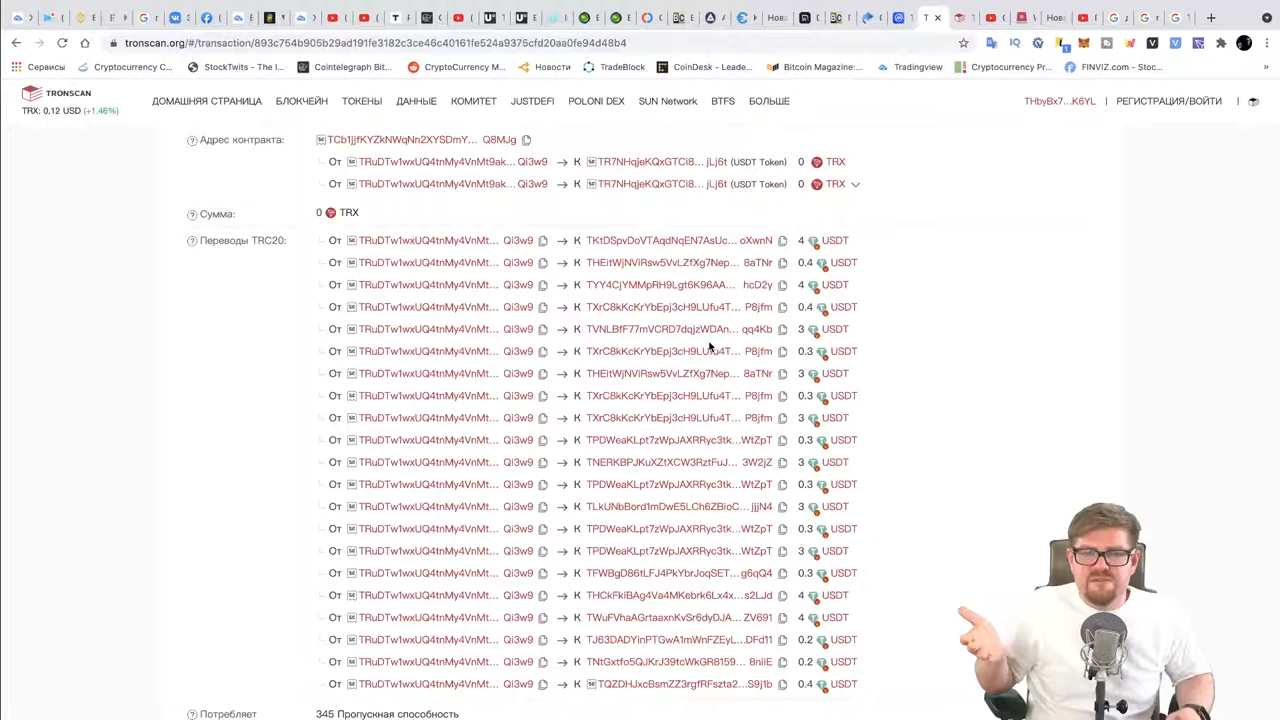 tronscan.org/#/transaction/893c754b905b29ad191fe31f82c3ce6c40161fe524a9375cfd20aa0fe94d48b4
Сервисы Cryptocurrency C... StockTwits - The l... Cointelegraph Bit... CryptoCurrency M... Новости TradeBlock CoinDesk - Leade... Bitcoin Magazine:... Tradingview Cryptocurrency Pr... FINVIZ.com - Stoc... »
TRONSCAN
TRX: 0,12 USD (+1.46%)
ДОМАШНЯЯ СТРАНИЦА БЛОКЧЕЙН ТОКЕНЫ ДАННЫЕ КОМИТЕТ JUSTDEFI POLONI DEX SUN Network BTFS БОЛЬШЕ THbyBx7...K6YL | РЕГИСТРАЦИЯ/ВОЙТИ
Адрес контракта: TCb1jjfKYZkNWqNn2XYSDmY... Q8MJg
От TRuDTw1wxUQ4tnMy4VnMt9ak... Qi3w9 → К TR7NHqjeKQxGTCi8... jLj6t (USDT Token) 0 TRX
От TRuDTw1wxUQ4tnMy4VnMt9ak... Qi3w9 → К TR7NHqjeKQxGTCi8... jLj6t (USDT Token) 0 TRX
Сумма: 0 TRX
Переводы TRC20: От TRuDTw1wxUQ4tnMy4VnMt... Qi3w9 → К TKtDSpvDoVTAqdNqEN7AsUc... oXwnN 4 USDT
От TRuDTw1wxUQ4tnMy4VnMt... Qi3w9 → К THEitWjNViRsw5VvLZfXg7Nep... 8aTNr 0.4 USDT
От TRuDTw1wxUQ4tnMy4VnMt... Qi3w9 → К TYY4CjYMMpRH9Lgt6K96AA... hcD2y 4 USDT
От TRuDTw1wxUQ4tnMy4VnMt... Qi3w9 → К TXrC8kKcKrYbEpj3cH9LUfu4T... P8jfm 0.4 USDT
От TRuDTw1wxUQ4tnMy4VnMt... Qi3w9 → К TVNLBfF77mVCRD7dqjzWDAn... qq4Kb 3 USDT
От TRuDTw1wxUQ4tnMy4VnMt... Qi3w9 → К TXrC8kKcKrYbEpj3cH9LUfu4T... P8jfm 0.3 USDT
От TRuDTw1wxUQ4tnMy4VnMt... Qi3w9 → К THEitWjNViRsw5VvLZfXg7Nep... 8aTNr 3 USDT
От TRuDTw1wxUQ4tnMy4VnMt... Qi3w9 → К TXrC8kKcKrYbEpj3cH9LUfu4T... P8jfm 0.3 USDT
От TRuDTw1wxUQ4tnMy4VnMt... Qi3w9 → К TXrC8kKcKrYbEpj3cH9LUfu4T... P8jfm 3 USDT
От TRuDTw1wxUQ4tnMy4VnMt... Qi3w9 → К TPDWeaKLpt7zWpJAXRRyc3tk...WtZpT 0.3 USDT
От TRuDTw1wxUQ4tnMy4VnMt... Qi3w9 → К TNERKBPJKuXZtXCW3RztFuJ... 3W2jZ 3 USDT
От TRuDTw1wxUQ4tnMy4VnMt... Qi3w9 → К TPDWeaKLpt7zWpJAXRRyc3tk...WtZpT 0.3 USDT
От TRuDTw1wxUQ4tnMy4VnMt... Qi3w9 → К TLkUNbBord1mDwE5LCh6ZBioC... jjjN4 3 USDT
От TRuDTw1wxUQ4tnMy4VnMt... Qi3w9 → К TPDWeaKLpt7zWpJAXRRyc3tk...WtZpT 0.3 USDT
От TRuDTw1wxUQ4tnMy4VnMt... Qi3w9 → К TPDWeaKLpt7zWpJAXRRyc3tk...WtZpT 3 USDT
От TRuDTw1wxUQ4tnMy4VnMt... Qi3w9 → К TFWBgD86tLFJ4PkYbrJoqSET... g6qQ4 0.3 USDT
От TRuDTw1wxUQ4tnMy4VnMt... Qi3w9 → К THCkFkiBAg4Va4MKebrk6Lx4x... s2LJd 4 USDT
От TRuDTw1wxUQ4tnMy4VnMt... Qi3w9 → К TWuFVhaAGrtaaxnKvSr6dyDJA... ZV691 4 USDT
От TRuDTw1wxUQ4tnMy4VnMt... Qi3w9 → К TJ63DADYinPTGwA1mWnFZEyL...DFd11 0.2 USDT
От TRuDTw1wxUQ4tnMy4VnMt... Qi3w9 → К TNtGxtfo5QJKrJ39tcWkGR8159... 8niiE 0.2 USDT
От TRuDTw1wxUQ4tnMy4VnMt... Qi3w9 → К TQZDHJxcBsmZZ3rgfRFszta2...S9j1b 0.4 USDT
Потребляет 345 Пропускная способность